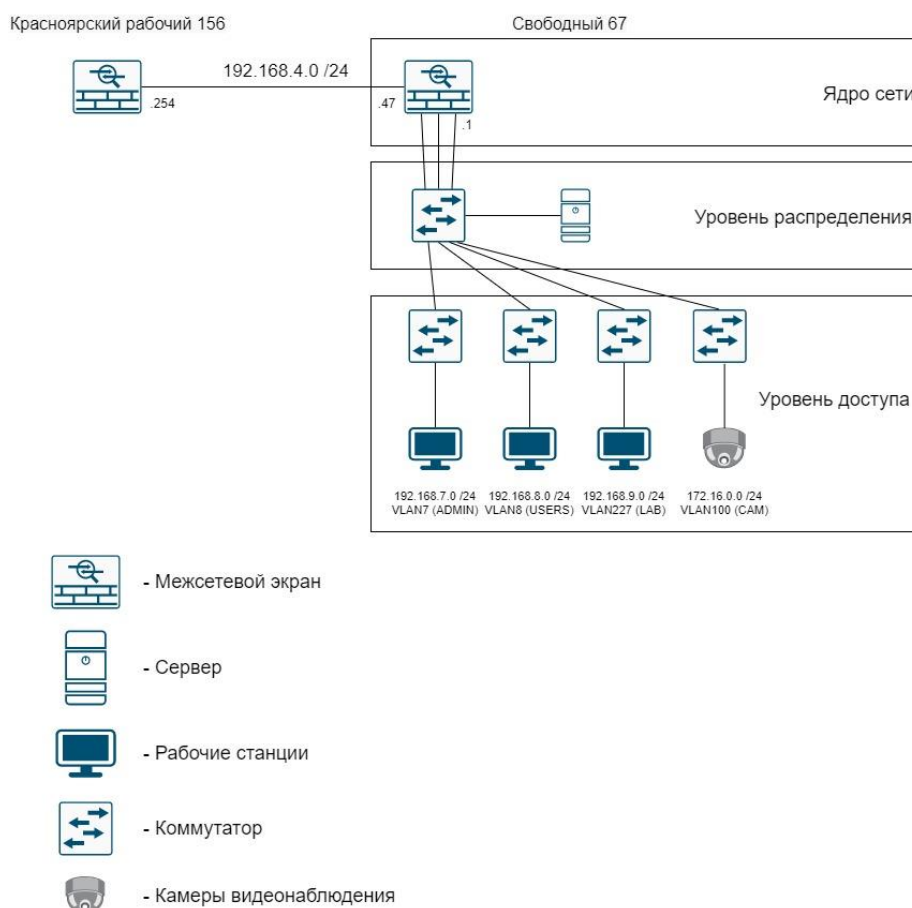 Красноярский рабочий 156
Свободный 67
192.168.4.0 /24
.254
.47
.1
Ядро сети
Уровень распределения
Уровень доступа
192.168.7.0 /24
VLAN7 (ADMIN)
192.168.8.0 /24
VLAN8 (USERS)
192.168.9.0 /24
VLAN227 (LAB)
172.16.0.0 /24
VLAN100 (CAM)
- Межсетевой экран
- Сервер
- Рабочие станции
- Коммутатор
- Камеры видеонаблюдения